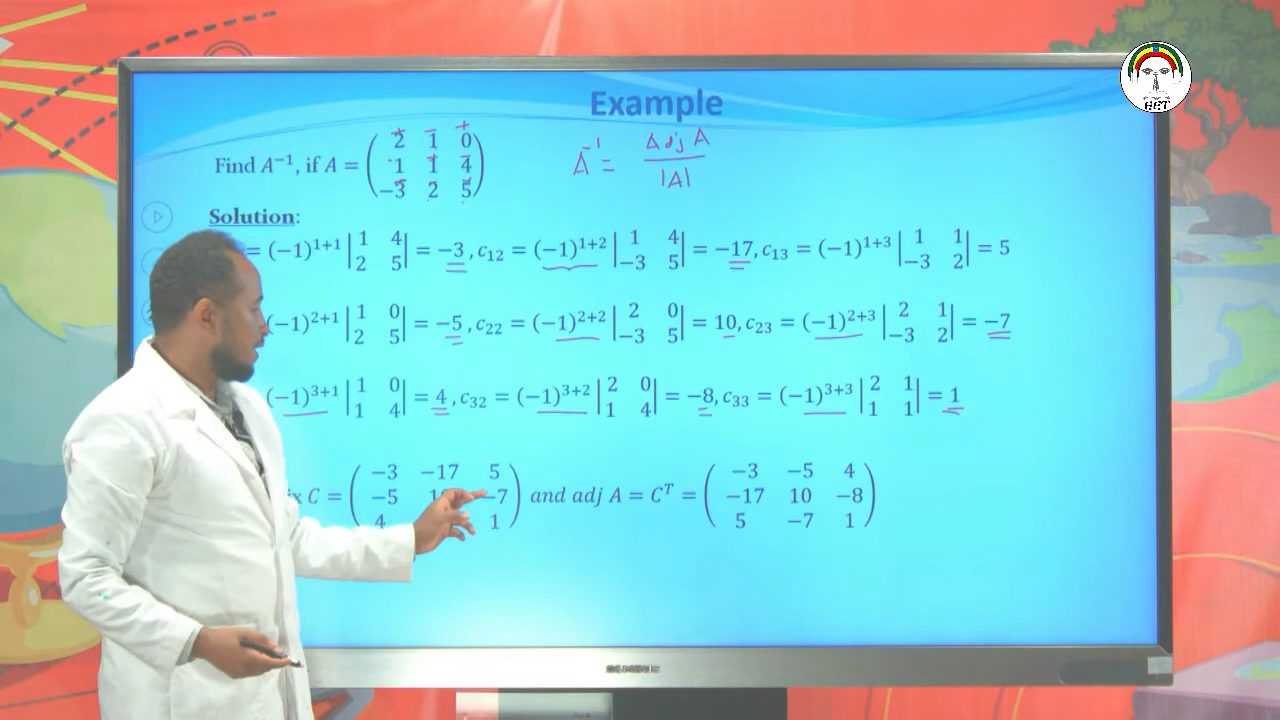 Example
Find A⁻¹, if A = ( 2 1 0
1 1 4
−3 2 5 )
A⁻¹ = Adj A / |A|
Solution:
= (−1)¹⁺¹ |1 4; 2 5| = −3, c₁₂ = (−1)¹⁺² |1 4; −3 5| = −17, c₁₃ = (−1)¹⁺³ |1 1; −3 2| = 5
(−1)²⁺¹ |1 0; 2 5| = −5, c₂₂ = (−1)²⁺² |2 0; −3 5| = 10, c₂₃ = (−1)²⁺³ |2 1; −3 2| = −7
(−1)³⁺¹ |1 0; 1 4| = 4, c₃₂ = (−1)³⁺² |2 0; 1 4| = −8, c₃₃ = (−1)³⁺³ |2 1; 1 1| = 1
x C = ( −3 −17 5; −5 −7; 4 1 ) and adj A = Cᵀ = ( −3 −5 4; −17 10 −8; 5 −7 1 )